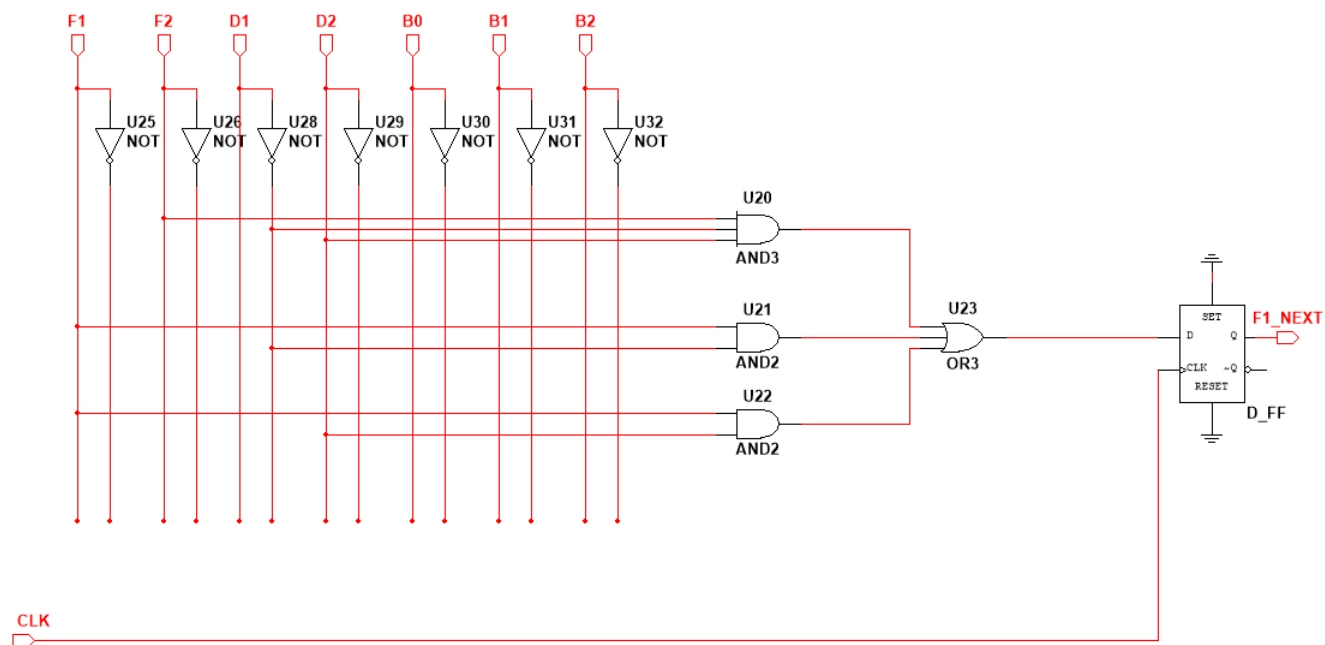 F1 F2 D1 D2 B0 B1 B2
U25 U26 U28 U29 U30 U31 U32
NOT NOT NOT NOT NOT NOT NOT
U20
AND3
U21
AND2
U22
AND2
U23
OR3
SET
D Q
CLK ~Q
RESET
F1_NEXT
D_FF
CLK